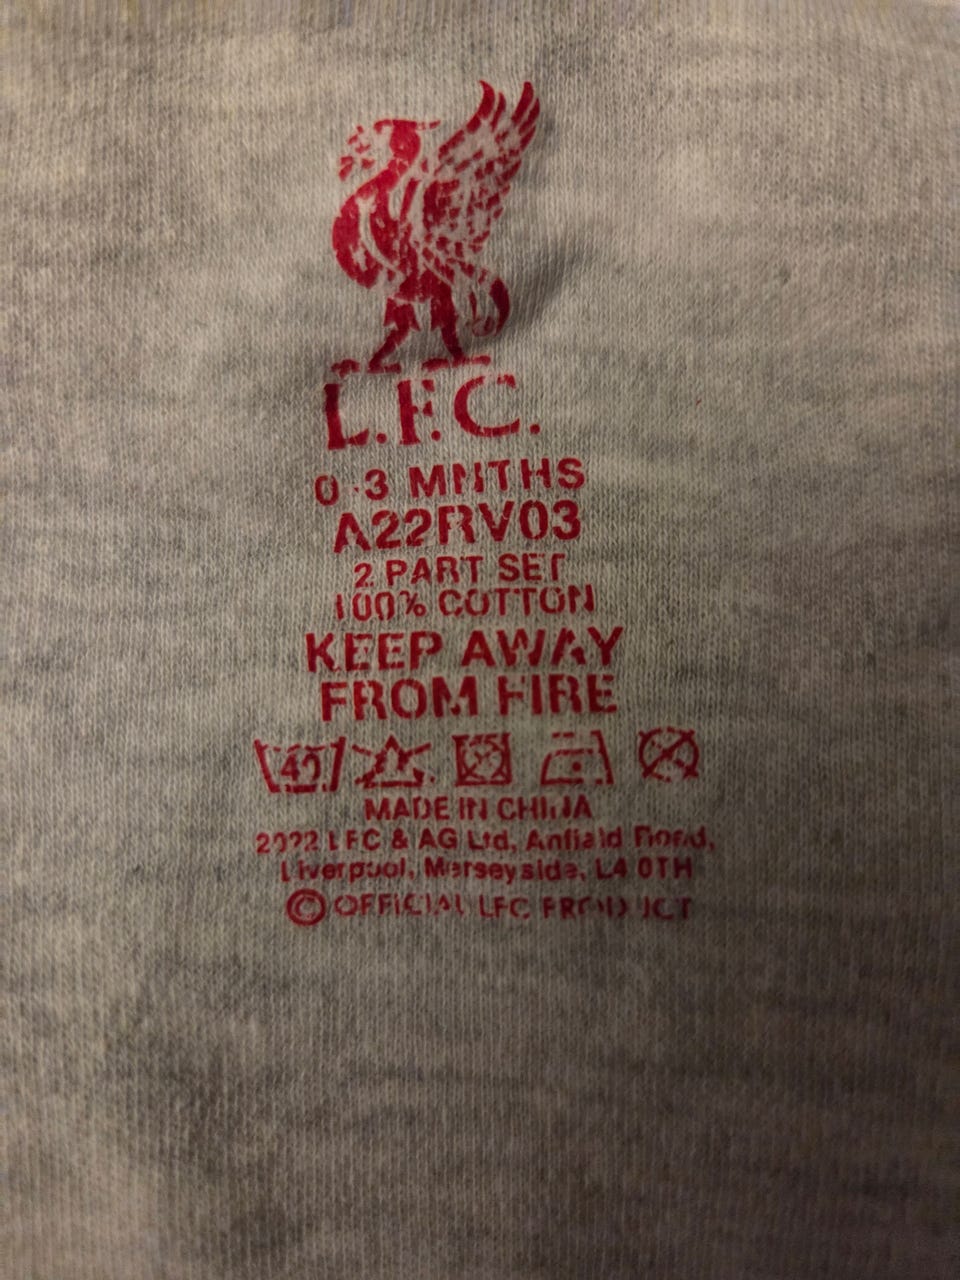 L.F.C.
0-3 MNTHS
A22RV03
2 PART SET
100% COTTON
KEEP AWAY
FROM FIRE
40
MADE IN CHINA
2022 LFC & AG Ltd, Anfield Road,
Liverpool, Merseyside, L4 0TH
© OFFICIAL LFC PRODUCT